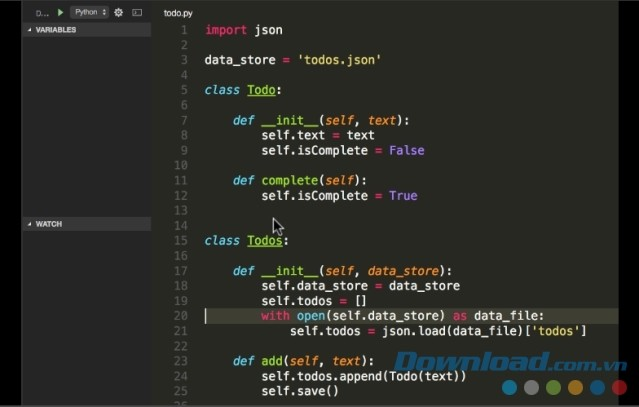 D...
Python
todo.py
VARIABLES
WATCH
1 import json
2
3 data_store = 'todos.json'
4
5 class Todo:
6
7 def __init__(self, text):
8 self.text = text
9 self.isComplete = False
10
11 def complete(self):
12 self.isComplete = True
13
14
15 class Todos:
16
17 def __init__(self, data_store):
18 self.data_store = data_store
19 self.todos = []
20 with open(self.data_store) as data_file:
21 self.todos = json.load(data_file)['todos']
22
23 def add(self, text):
24 self.todos.append(Todo(text))
25 self.save()
26
Download.com.vn